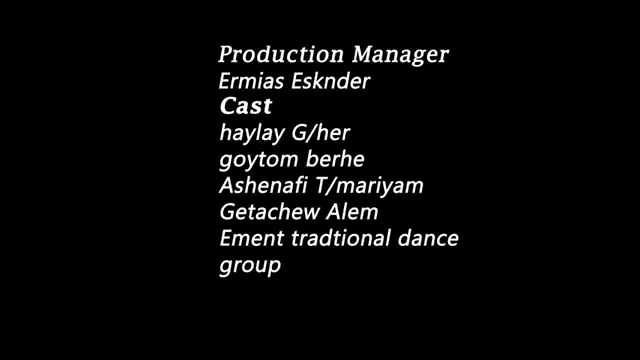 Production Manager
Ermias Esknder
Cast
haylay G/her
goytom berhe
Ashenafi T/mariyam
Getachew Alem
Ement tradtional dance
group